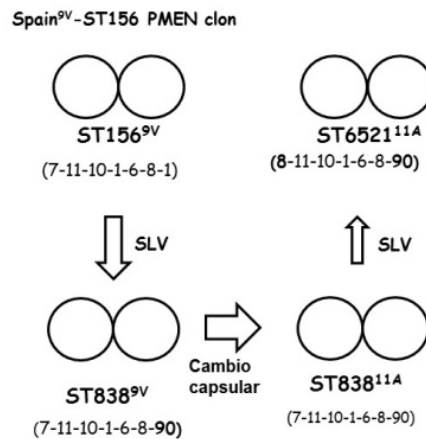 Spain⁹ⱽ-ST156 PMEN clon
ST156⁹ⱽ
(7-11-10-1-6-8-1)
ST6521¹¹ᴬ
(8-11-10-1-6-8-90)
SLV
SLV
ST838⁹ⱽ
(7-11-10-1-6-8-90)
Cambio
capsular
ST838¹¹ᴬ
(7-11-10-1-6-8-90)